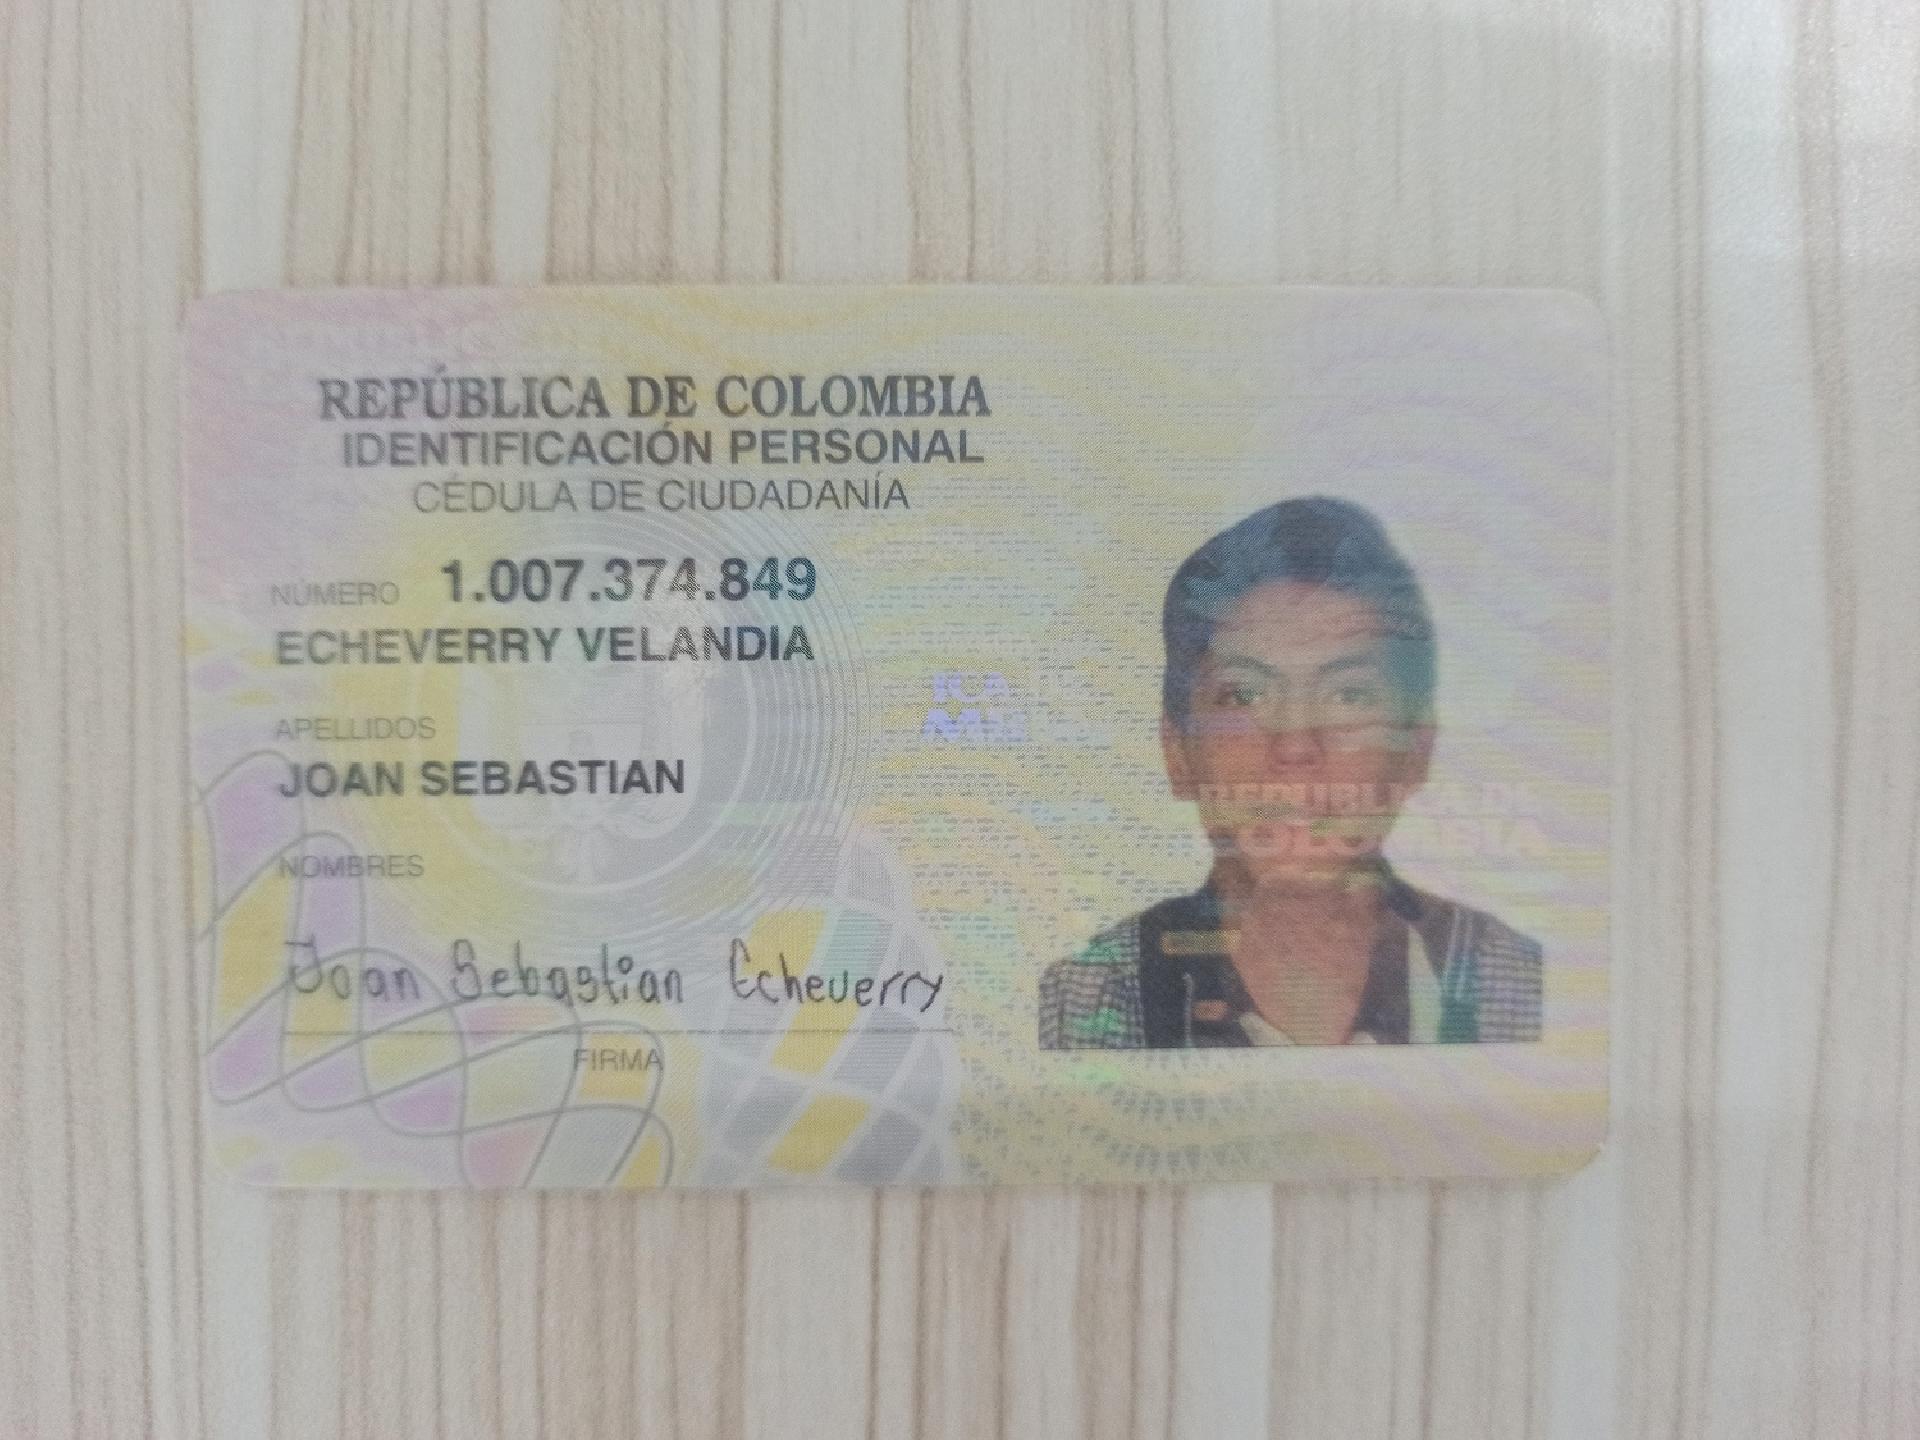 REPÚBLICA DE COLOMBIA
IDENTIFICACIÓN PERSONAL
CÉDULA DE CIUDADANÍA
NÚMERO 1.007.374.849
ECHEVERRY VELANDIA
APELLIDOS
JOAN SEBASTIAN
NOMBRES
Joan Sebastian Echeverry
FIRMA
REPÚBLICA DE
COLOMBIA